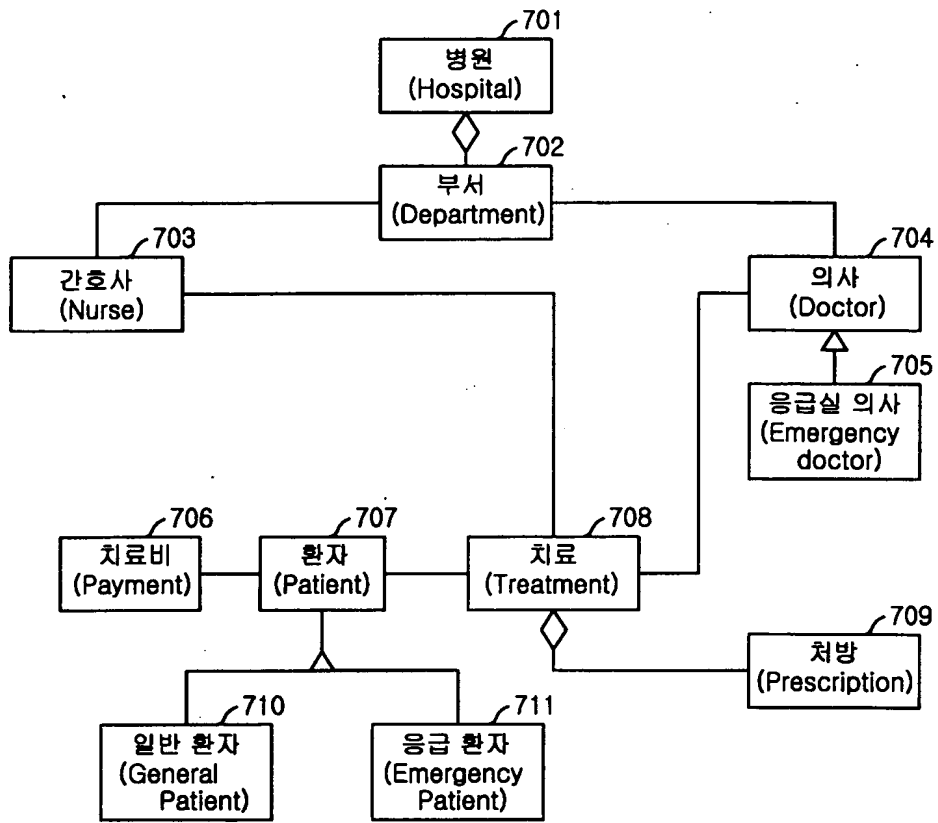 701
병원
(Hospital)
702
부서
(Department)
703
간호사
(Nurse)
704
의사
(Doctor)
705
응급실 의사
(Emergency
doctor)
706
치료비
(Payment)
707
환자
(Patient)
708
치료
(Treatment)
709
처방
(Prescription)
710
일반 환자
(General
Patient)
711
응급 환자
(Emergency
Patient)